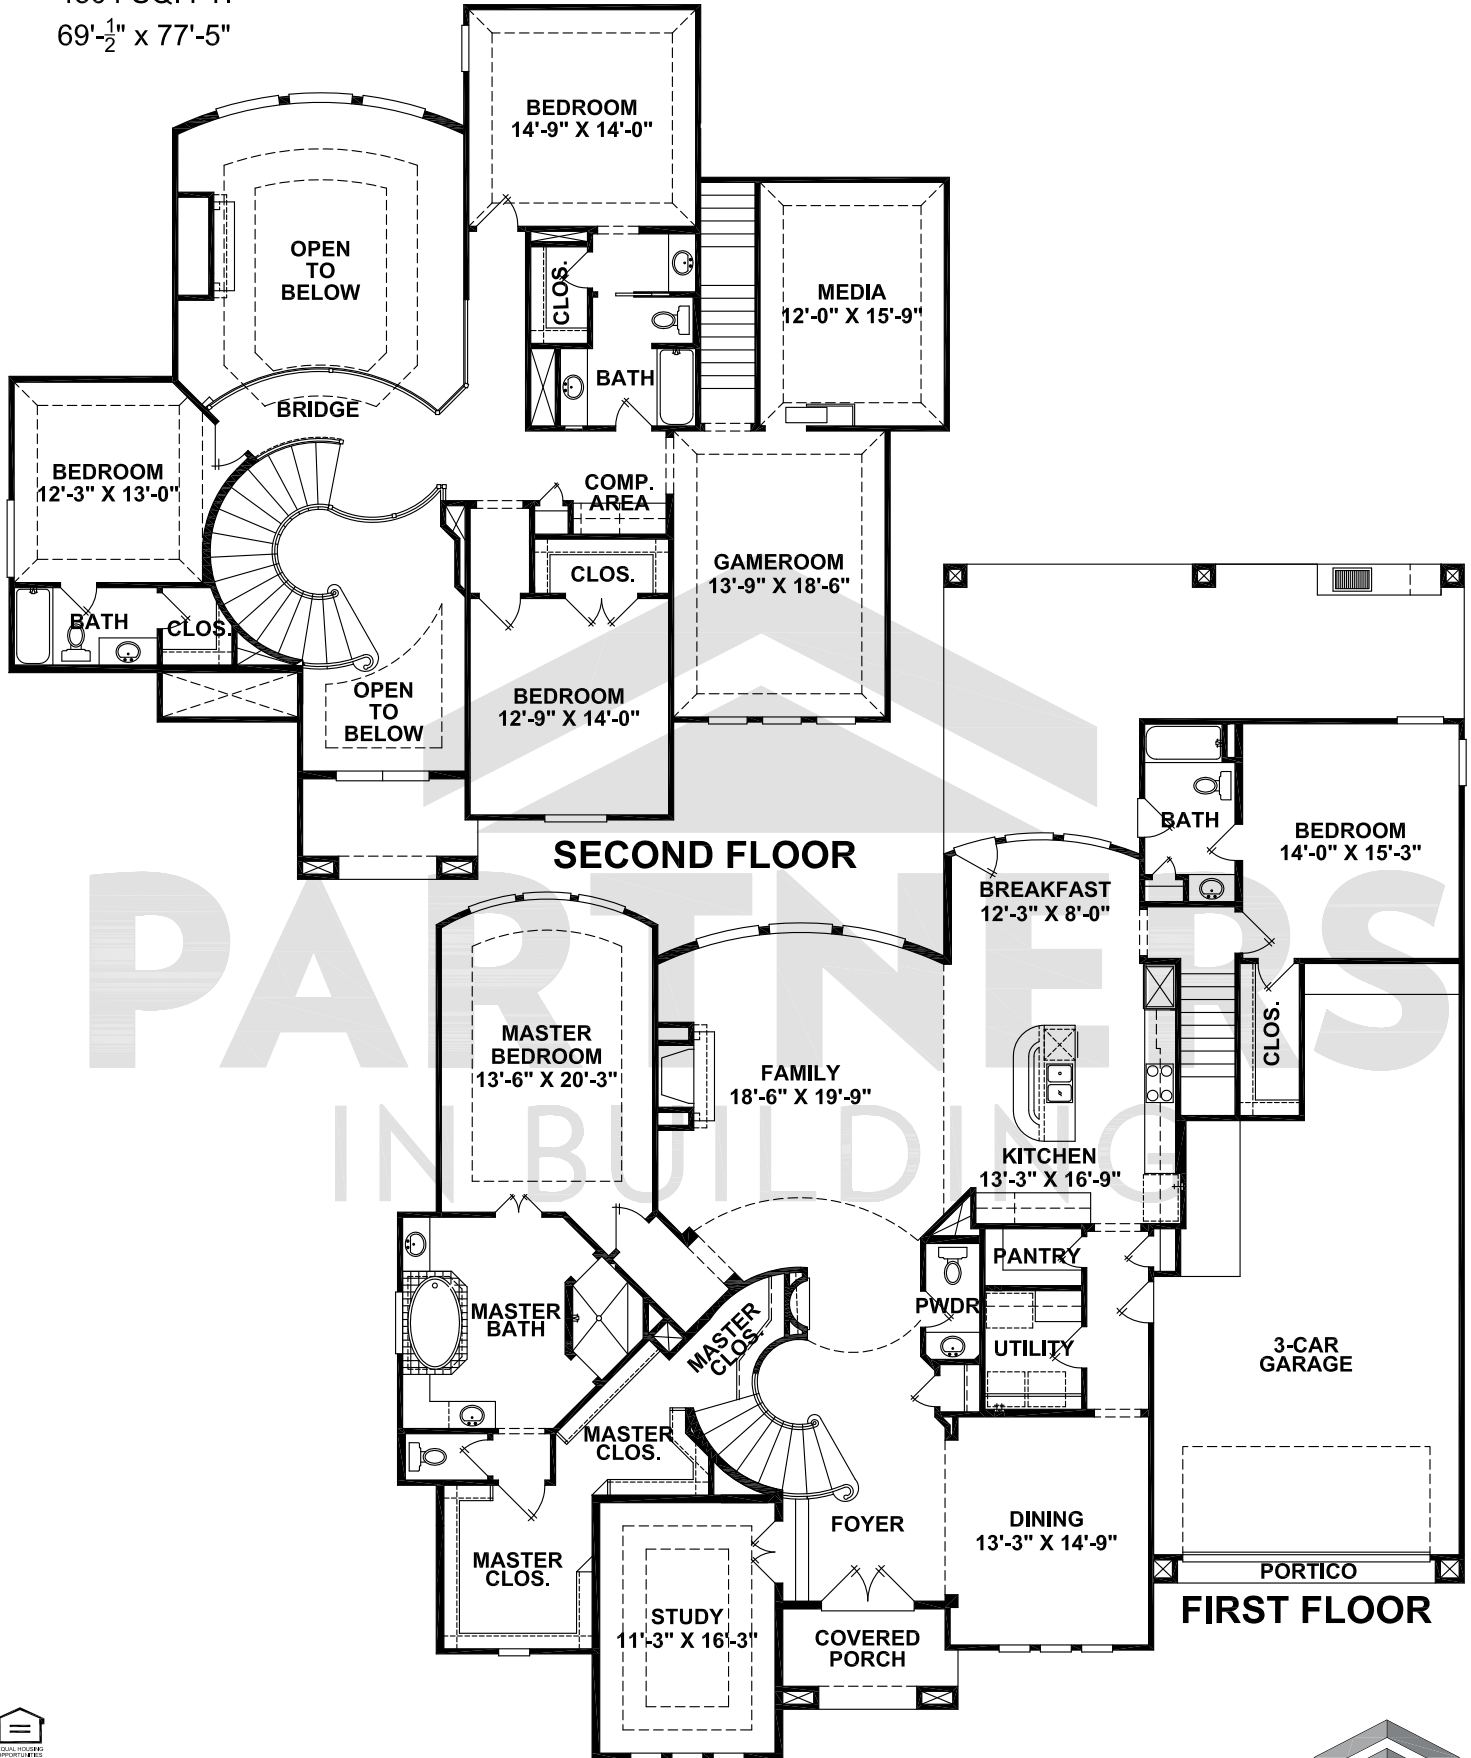 69'-½" x 77'-5"
BEDROOM
14'-9" X 14'-0"
OPEN
TO
BELOW
CLOS.
MEDIA
12'-0" X 15'-9"
BATH
BRIDGE
BEDROOM
12'-3" X 13'-0"
COMP.
AREA
GAMEROOM
13'-9" X 18'-6"
CLOS.
BATH
CLOS.
OPEN
TO
BELOW
BEDROOM
12'-9" X 14'-0"
SECOND FLOOR
BATH
BEDROOM
14'-0" X 15'-3"
BREAKFAST
12'-3" X 8'-0"
PARTNERS
IN BUILDING
MASTER
BEDROOM
13'-6" X 20'-3"
FAMILY
18'-6" X 19'-9"
CLOS.
KITCHEN
13'-3" X 16'-9"
PANTRY
MASTER
BATH
MASTER
CLOS.
PWDR
UTILITY
3-CAR
GARAGE
MASTER
CLOS.
FOYER
DINING
13'-3" X 14'-9"
MASTER
CLOS.
PORTICO
FIRST FLOOR
STUDY
11'-3" X 16'-3"
COVERED
PORCH
EQUAL HOUSING
OPPORTUNITIES